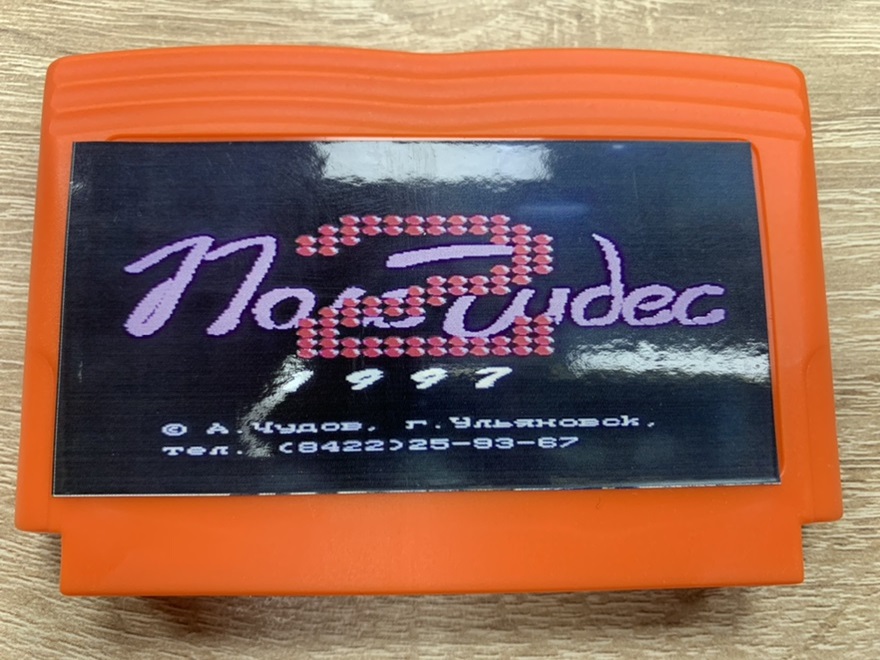 Поле Чудес
2
1997
© А.Чудов, г.Ульяновск,
тел. (8422)25-93-67